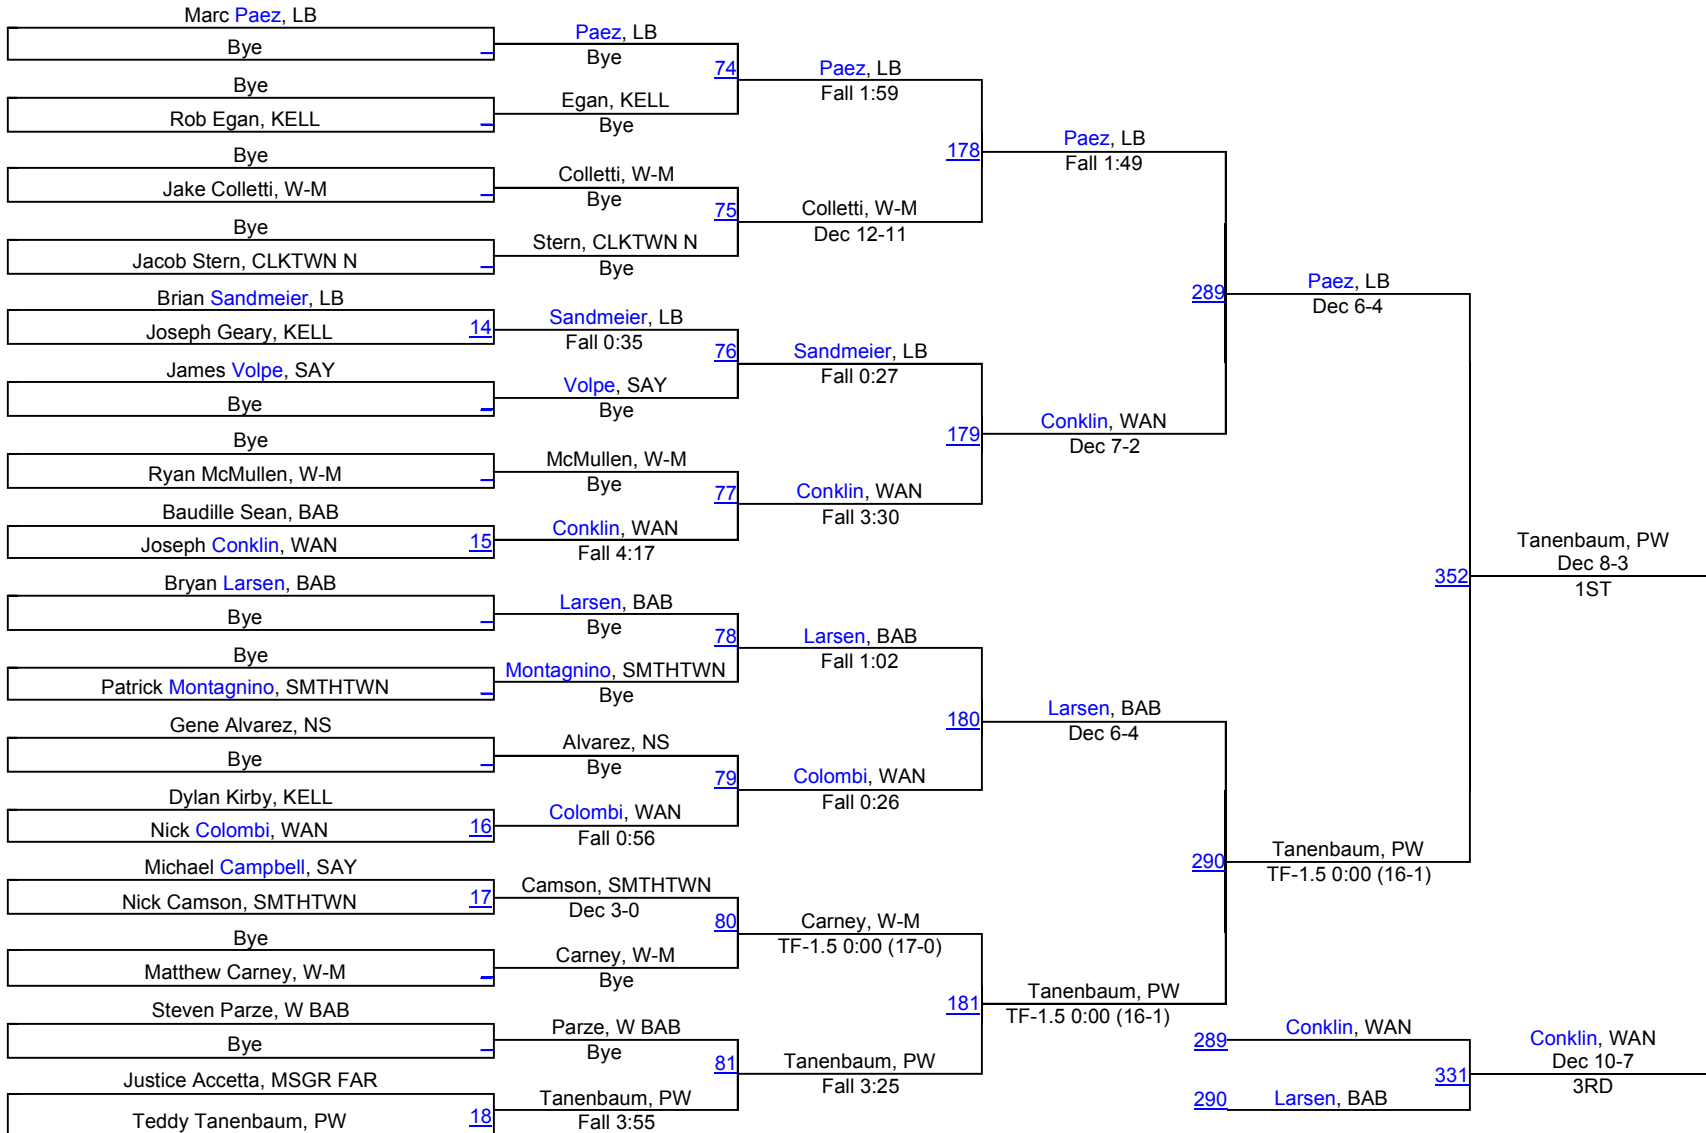 Marc Paez, LB
Bye
Bye
Rob Egan, KELL
Bye
Jake Colletti, W-M
Bye
Jacob Stern, CLKTWN N
Brian Sandmeier, LB
Joseph Geary, KELL
14
James Volpe, SAY
Bye
Bye
Ryan McMullen, W-M
Baudille Sean, BAB
Joseph Conklin, WAN
15
Bryan Larsen, BAB
Bye
Bye
Patrick Montagnino, SMTHTWN
Gene Alvarez, NS
Bye
Dylan Kirby, KELL
Nick Colombi, WAN
16
Michael Campbell, SAY
Nick Camson, SMTHTWN
17
Bye
Matthew Carney, W-M
Steven Parze, W BAB
Bye
Justice Accetta, MSGR FAR
Teddy Tanenbaum, PW
18
Paez, LB
Bye
74
Egan, KELL
Bye
Colletti, W-M
Bye
75
Stern, CLKTWN N
Bye
Sandmeier, LB
Fall 0:35
76
Volpe, SAY
Bye
McMullen, W-M
Bye
77
Conklin, WAN
Fall 4:17
Larsen, BAB
Bye
78
Montagnino, SMTHTWN
Bye
Alvarez, NS
Bye
79
Colombi, WAN
Fall 0:56
Camson, SMTHTWN
Dec 3-0
80
Carney, W-M
Bye
Parze, W BAB
Bye
81
Tanenbaum, PW
Fall 3:55
Paez, LB
Fall 1:59
178
Colletti, W-M
Dec 12-11
Sandmeier, LB
Fall 0:27
179
Conklin, WAN
Fall 3:30
Larsen, BAB
Fall 1:02
180
Colombi, WAN
Fall 0:26
Carney, W-M
TF-1.5 0:00 (17-0)
181
Tanenbaum, PW
Fall 3:25
Paez, LB
Fall 1:49
289
Conklin, WAN
Dec 7-2
Larsen, BAB
Dec 6-4
290
Tanenbaum, PW
TF-1.5 0:00 (16-1)
Paez, LB
Dec 6-4
352
Tanenbaum, PW
TF-1.5 0:00 (16-1)
Tanenbaum, PW
Dec 8-3
1ST
289
Conklin, WAN
331
290
Larsen, BAB
Conklin, WAN
Dec 10-7
3RD